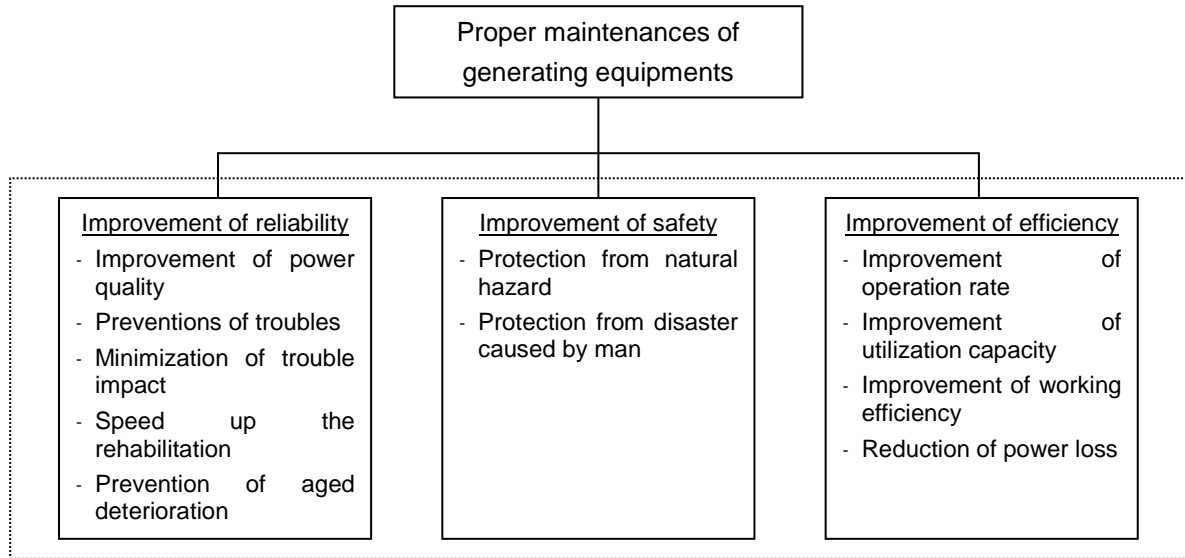 Proper maintenances of
generating equipments
Improvement of reliability
- Improvement of power
quality
- Preventions of troubles
- Minimization of trouble
impact
- Speed up the
rehabilitation
- Prevention of aged
deterioration
Improvement of safety
- Protection from natural
hazard
- Protection from disaster
caused by man
Improvement of efficiency
- Improvement of
operation rate
- Improvement of
utilization capacity
- Improvement of working
efficiency
- Reduction of power loss